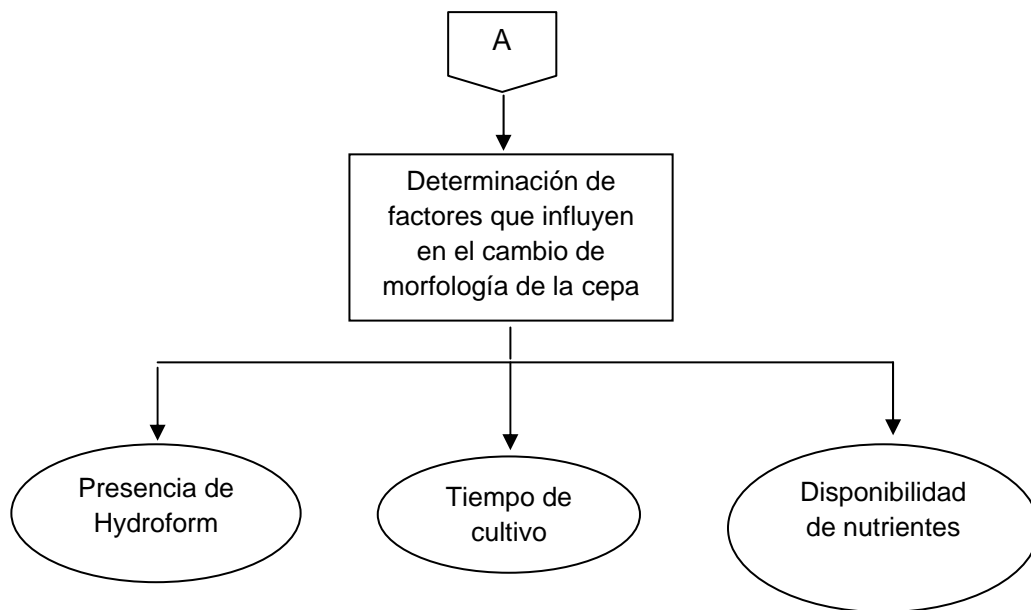 A
Determinación de
factores que influyen
en el cambio de
morfología de la cepa
Presencia de
Hydroform
Tiempo de
cultivo
Disponibilidad
de nutrientes